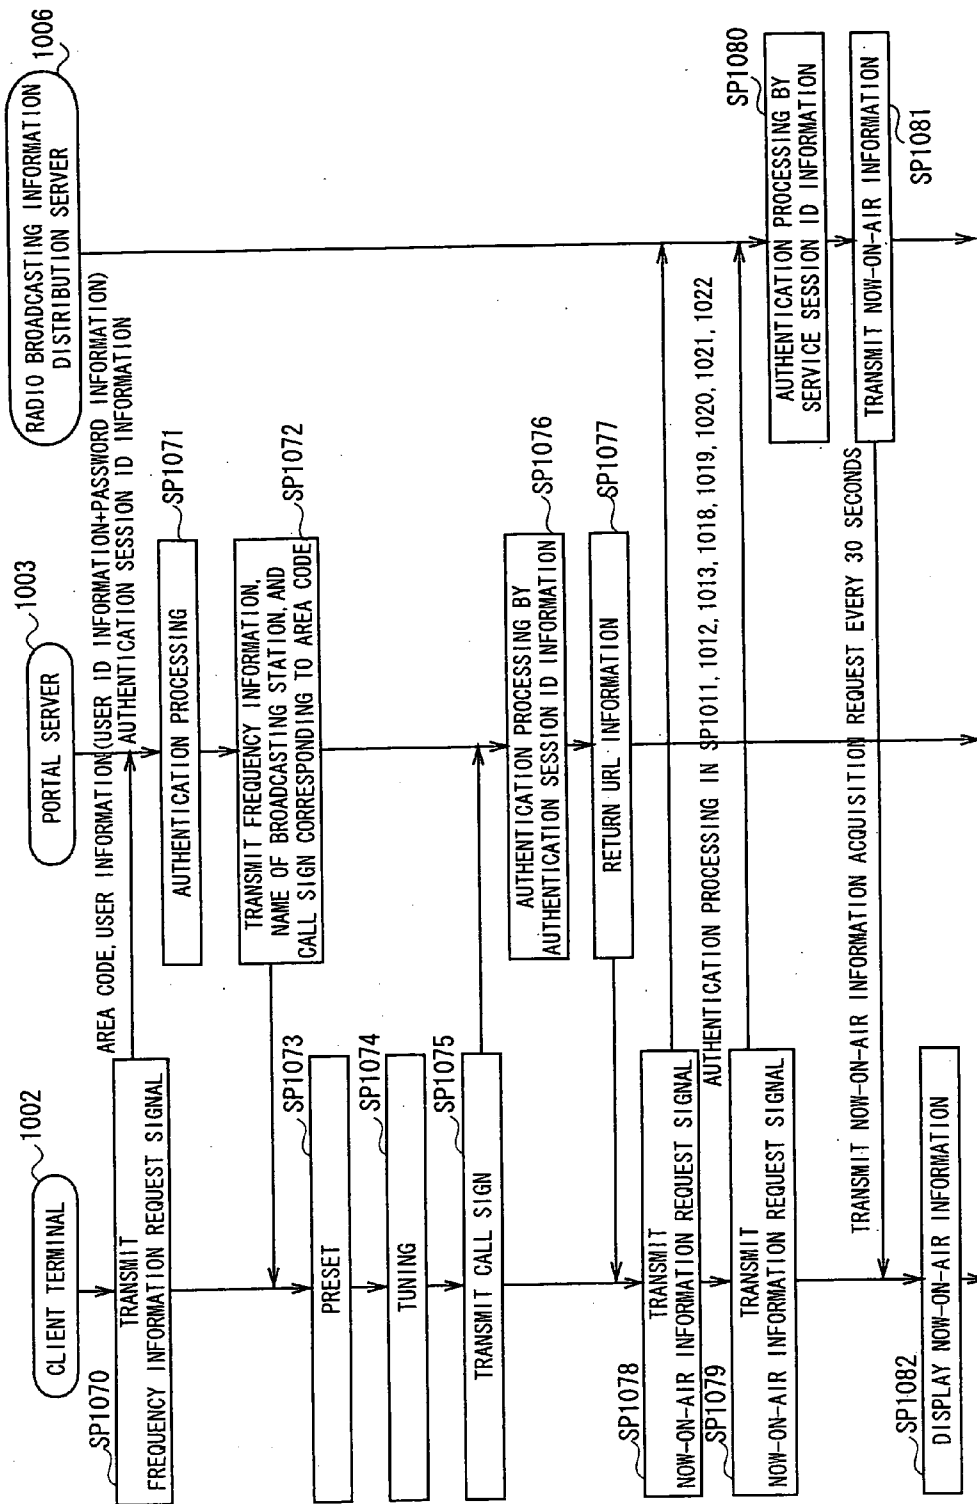 CLIENT TERMINAL
1002
PORTAL SERVER
1003
RADIO BROADCASTING INFORMATION
DISTRIBUTION SERVER
1006
SP1070
TRANSMIT
FREQUENCY INFORMATION REQUEST SIGNAL
AREA CODE, USER INFORMATION(USER ID INFORMATION+PASSWORD INFORMATION)
AUTHENTICATION SESSION ID INFORMATION
AUTHENTICATION PROCESSING
SP1071
TRANSMIT FREQUENCY INFORMATION,
NAME OF BROADCASTING STATION, AND
CALL SIGN CORRESPONDING TO AREA CODE
SP1072
SP1073
PRESET
SP1074
TUNING
SP1075
TRANSMIT CALL SIGN
AUTHENTICATION PROCESSING BY
AUTHENTICATION SESSION ID INFORMATION
SP1076
RETURN URL INFORMATION
SP1077
SP1078
TRANSMIT
NOW-ON-AIR INFORMATION REQUEST SIGNAL
AUTHENTICATION PROCESSING IN SP1011, 1012, 1013, 1018, 1019, 1020, 1021, 1022
SP1079
TRANSMIT
NOW-ON-AIR INFORMATION REQUEST SIGNAL
SP1080
AUTHENTICATION PROCESSING BY
SERVICE SESSION ID INFORMATION
TRANSMIT NOW-ON-AIR INFORMATION
SP1081
TRANSMIT NOW-ON-AIR INFORMATION ACQUISITION REQUEST EVERY 30 SECONDS
SP1082
DISPLAY NOW-ON-AIR INFORMATION